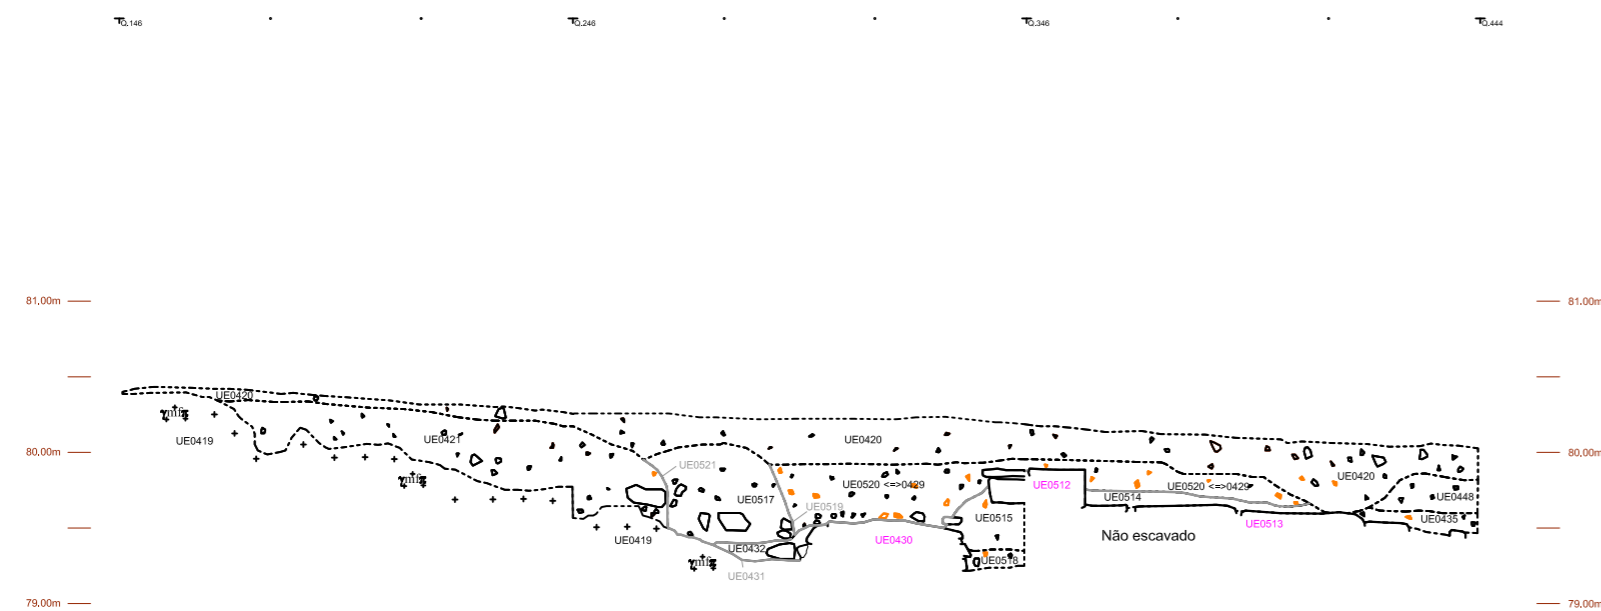 Q.146 Q.246 Q.346 Q.444
81,00m 81.00m
UE0420
UE0419
UE0421
UE0420
80.00m 80.00m
UE0521
UE0520 <=>0429
UE0512
UE0520 <=>0429
UE0420
UE0517
UE0514
UE0448
UE0519
UE0515
UE0435
UE0513
UE0419
UE0430
Não escavado
UE0432
UE0518
UE0431
79.00m 79.00m